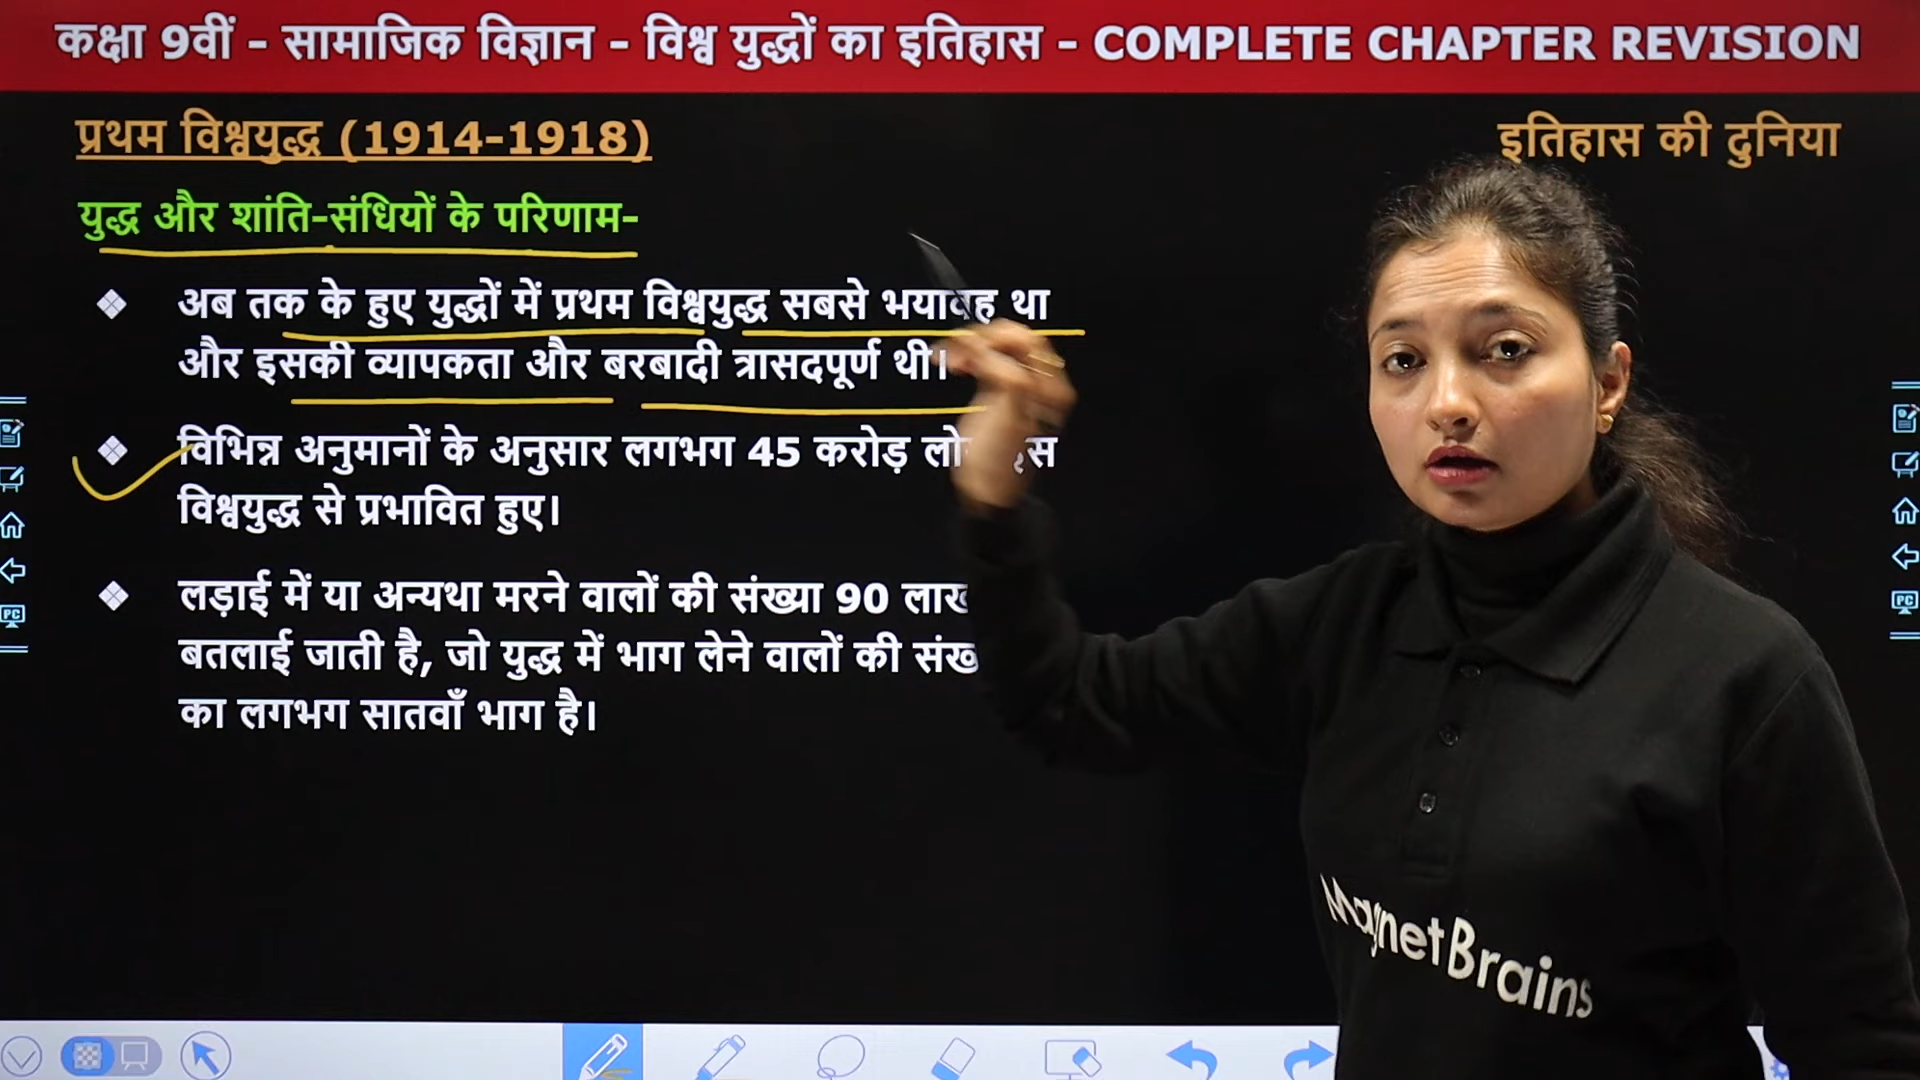 कक्षा 9वीं - सामाजिक विज्ञान - विश्व युद्धों का इतिहास - COMPLETE CHAPTER REVISION
प्रथम विश्वयुद्ध (1914-1918)
इतिहास की दुनिया
युद्ध और शांति-संधियों के परिणाम-
❖ अब तक के हुए युद्धों में प्रथम विश्वयुद्ध सबसे भयावह था
और इसकी व्यापकता और बरबादी त्रासदपूर्ण थी।
❖ विभिन्न अनुमानों के अनुसार लगभग 45 करोड़
विश्वयुद्ध से प्रभावित हुए।
❖ लड़ाई में या अन्यथा मरने वालों की संख्या 90 लाख
बतलाई जाती है, जो युद्ध में भाग लेने वालों की
का लगभग सातवाँ भाग है।
MagnetBrains
PC
PC